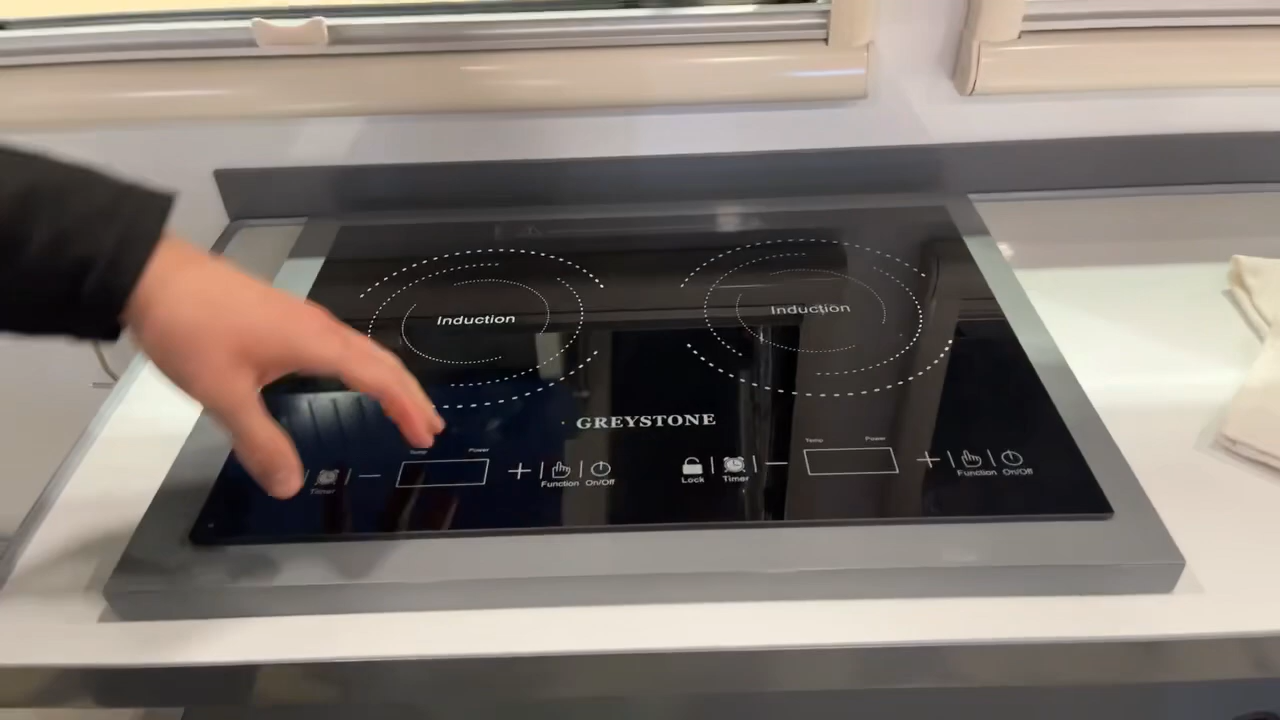 Induction
Induction
GREYSTONE
Temp Power
Temp Power
Timer − + Function On/Off
Lock Timer − + Function On/Off